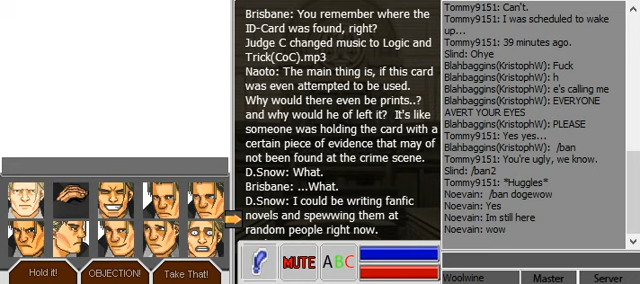 Brisbane: You remember where the
ID-Card was found, right?
Judge C changed music to Logic and
Trick(CoC).mp3
Naoto: The main thing is, if this card
was even attempted to be used.
Why would there even be prints..?
and why would he of left it?  It's like
someone was holding the card with a
certain piece of evidence that may of
not been found at the crime scene.
D.Snow: What.
Brisbane: ...What.
D.Snow: I could be writing fanfic
novels and spewwing them at
random people right now.
Hold it!
OBJECTION!
Take That!
MUTE
ABC
Tommy9151: Can't.
Tommy9151: I was scheduled to wake
up...
Tommy9151: 39 minutes ago.
Slind: Ohye
Blahbaggins(KristophW): Fuck
Blahbaggins(KristophW): h
Blahbaggins(KristophW): e's calling me
Blahbaggins(KristophW): EVERYONE
AVERT YOUR EYES
Blahbaggins(KristophW): PLEASE
Tommy9151: Yes yes...
Blahbaggins(KristophW):  /ban
Tommy9151: You're ugly, we know.
Slind: /ban2
Tommy9151: *Huggles*
Noevain:  /ban dogewow
Noevain: Yes
Noevain: Im still here
Noevain: wow
Woolwine
Master
Server